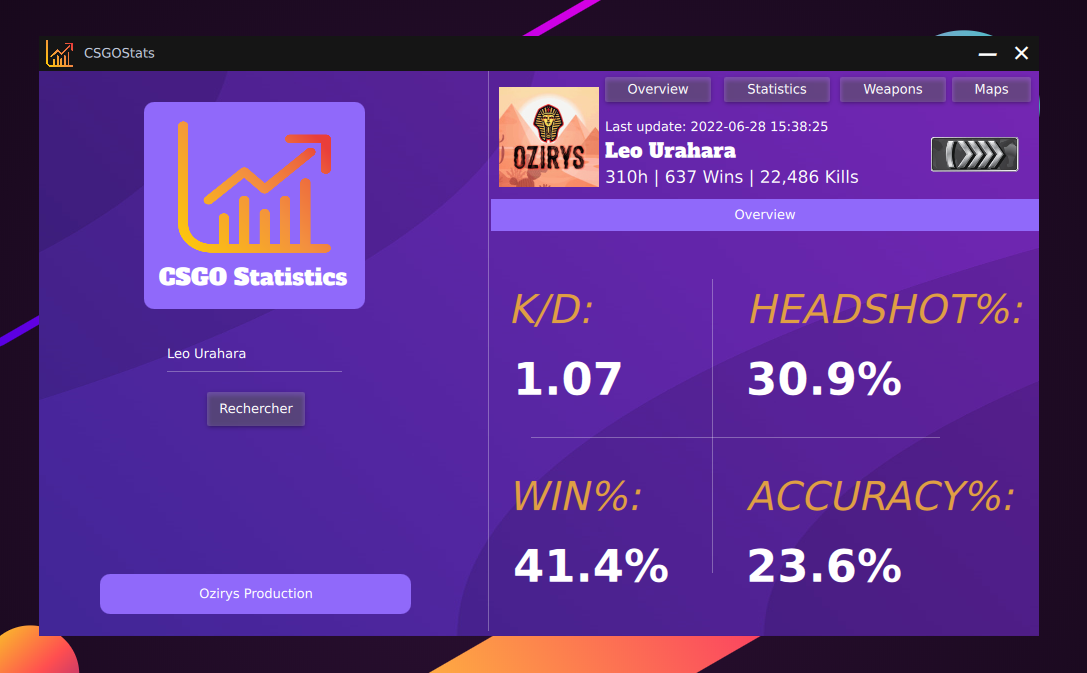 CSGOStats
CSGO Statistics
Leo Urahara
Rechercher
Ozirys Production
Overview
Statistics
Weapons
Maps
OZIRYS
Last update: 2022-06-28 15:38:25
Leo Urahara
310h | 637 Wins | 22,486 Kills
Overview
K/D:
1.07
HEADSHOT%:
30.9%
WIN%:
41.4%
ACCURACY%:
23.6%